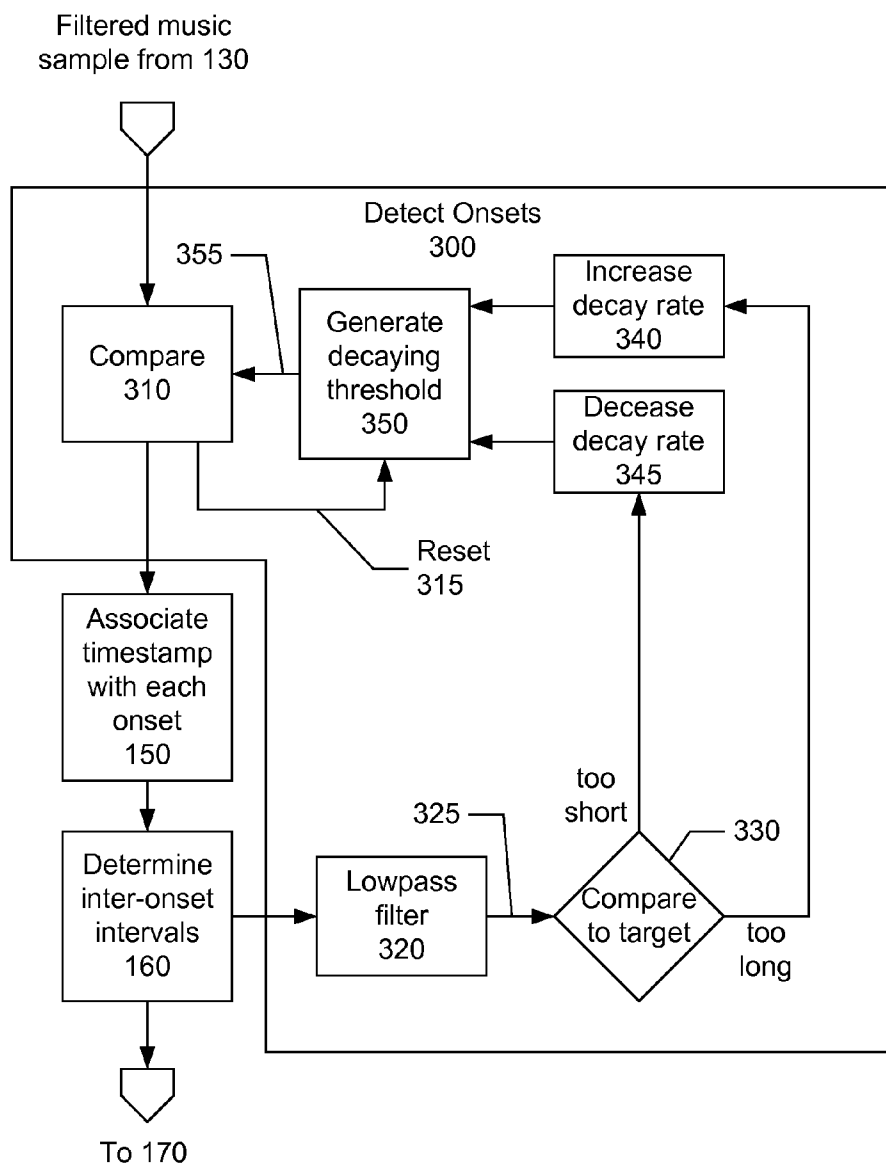 Filtered music
sample from 130
Detect Onsets
300
355
Increase
decay rate
340
Generate
decaying
threshold
350
Compare
310
Decease
decay rate
345
Reset
315
Associate
timestamp
with each
onset
150
too
short
325
330
Determine
inter-onset
intervals
160
Lowpass
filter
320
Compare
to target
too
long
To 170